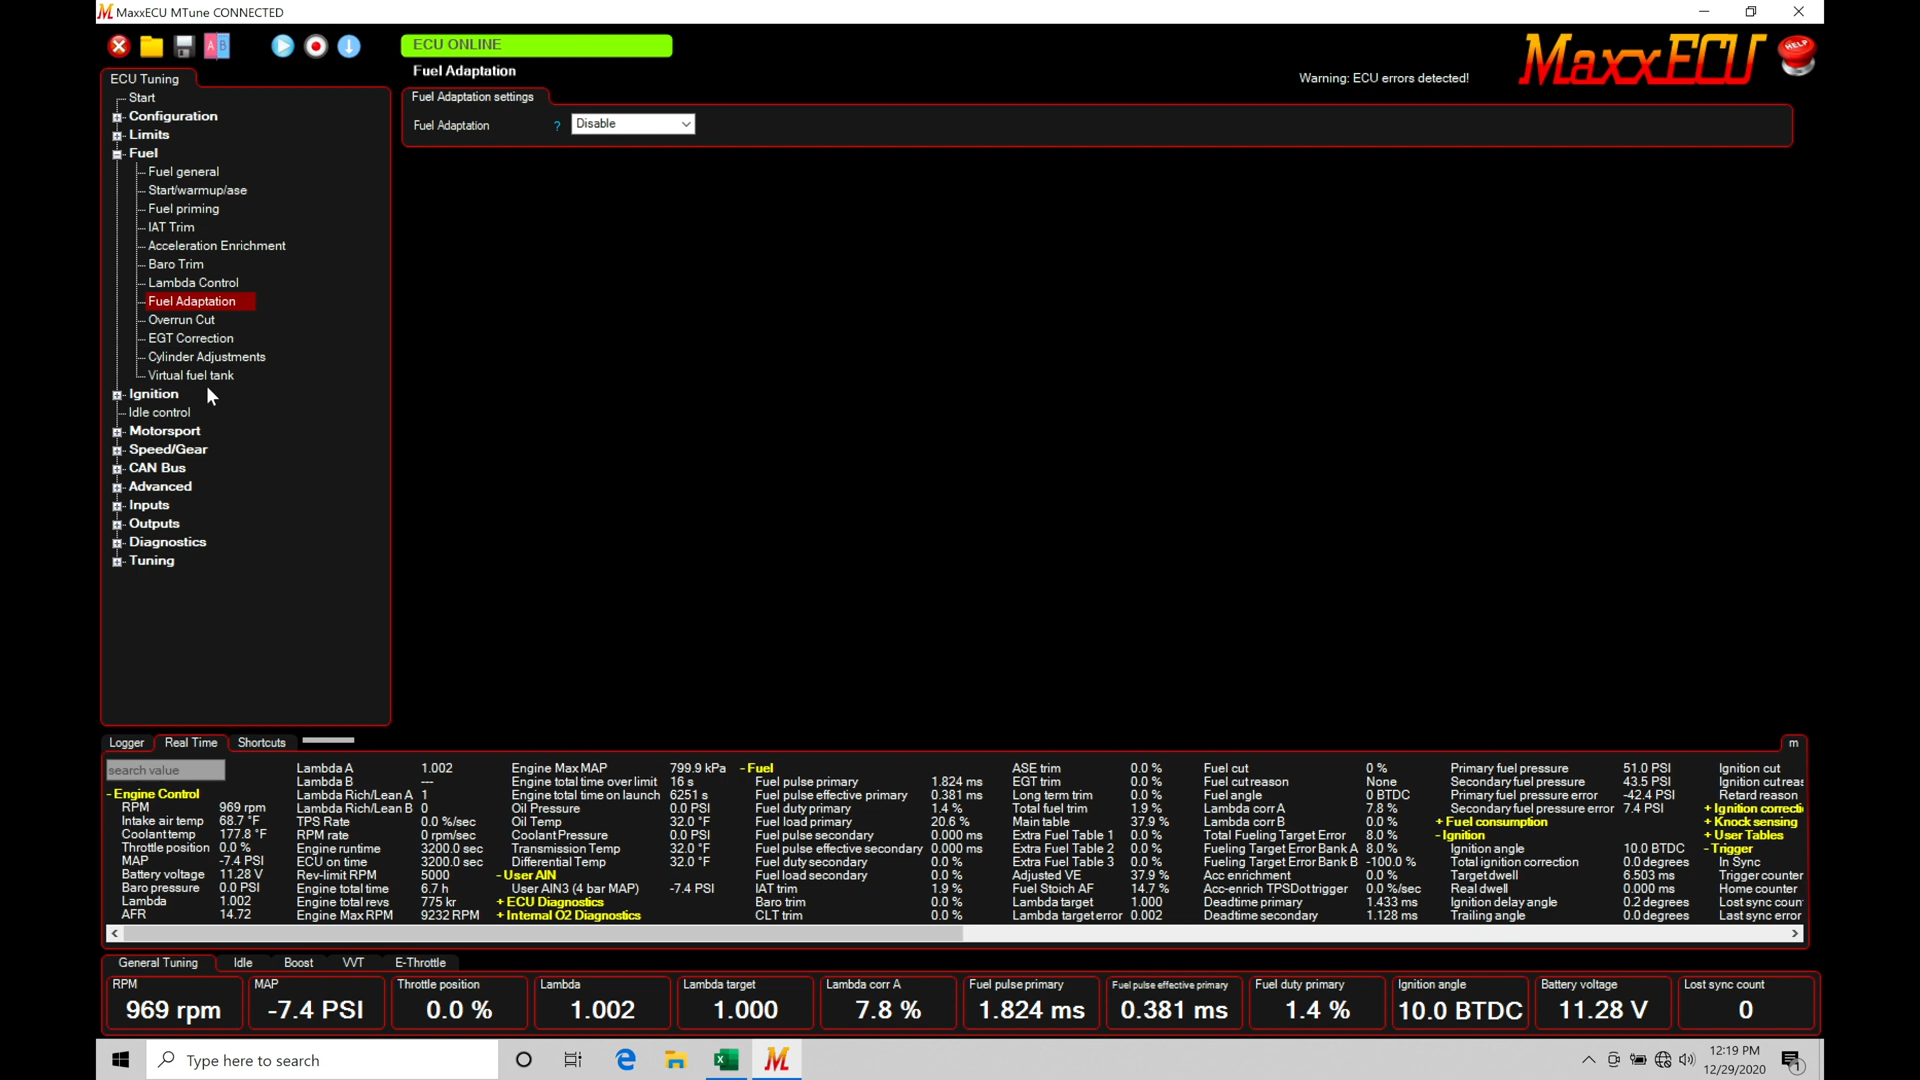 MaxxECU MTune CONNECTED
ECU ONLINE
Fuel Adaptation
Warning: ECU errors detected!
MaxxECU
HELP
ECU Tuning
Start
Configuration
Limits
Fuel
Fuel general
Start/warmup/ase
Fuel priming
IAT Trim
Acceleration Enrichment
Baro Trim
Lambda Control
Fuel Adaptation
Overrun Cut
EGT Correction
Cylinder Adjustments
Virtual fuel tank
Ignition
Idle control
Motorsport
Speed/Gear
CAN Bus
Advanced
Inputs
Outputs
Diagnostics
Tuning
Fuel Adaptation settings
Fuel Adaptation ? Disable
Logger Real Time Shortcuts m
search value
- Engine Control
RPM 969 rpm
Intake air temp 68.7 °F
Coolant temp 177.8 °F
Throttle position 0.0 %
MAP -7.4 PSI
Battery voltage 11.28 V
Baro pressure 0.0 PSI
Lambda 1.002
AFR 14.72
Lambda A 1.002
Lambda B ---
Lambda Rich/Lean A 1
Lambda Rich/Lean B 0
TPS Rate 0.0 %/sec
RPM rate 0 rpm/sec
Engine runtime 3200.0 sec
ECU on time 3200.0 sec
Rev-limit RPM 5000
Engine total time 6.7 h
Engine total revs 775 kr
Engine Max RPM 9232 RPM
Engine Max MAP 799.9 kPa
Engine total time over limit 16 s
Engine total time on launch 6251 s
Oil Pressure 0.0 PSI
Oil Temp 32.0 °F
Coolant Pressure 0.0 PSI
Transmission Temp 32.0 °F
Differential Temp 32.0 °F
- User AIN
User AIN3 (4 bar MAP) -7.4 PSI
+ ECU Diagnostics
+ Internal O2 Diagnostics
- Fuel
Fuel pulse primary 1.824 ms
Fuel pulse effective primary 0.381 ms
Fuel duty primary 1.4 %
Fuel load primary 20.6 %
Fuel pulse secondary 0.000 ms
Fuel pulse effective secondary 0.000 ms
Fuel duty secondary 0.0 %
Fuel load secondary 0.0 %
IAT trim 1.9 %
Baro trim 0.0 %
CLT trim 0.0 %
ASE trim 0.0 %
EGT trim 0.0 %
Long term trim 0.0 %
Total fuel trim 1.9 %
Main table 37.9 %
Extra Fuel Table 1 0.0 %
Extra Fuel Table 2 0.0 %
Extra Fuel Table 3 0.0 %
Adjusted VE 37.9 %
Fuel Stoich AF 14.7 %
Lambda target 1.000
Lambda target error 0.002
Fuel cut 0 %
Fuel cut reason None
Fuel angle 0 BTDC
Lambda corr A 7.8 %
Lambda corr B 0.0 %
Total Fueling Target Error 8.0 %
Fueling Target Error Bank A 8.0 %
Fueling Target Error Bank B -100.0 %
Acc enrichment 0.0 %
Acc-enrich TPSDot trigger 0.0 %/sec
Deadtime primary 1.433 ms
Deadtime secondary 1.128 ms
Primary fuel pressure 51.0 PSI
Secondary fuel pressure 43.5 PSI
Primary fuel pressure error -42.4 PSI
Secondary fuel pressure error 7.4 PSI
+ Fuel consumption
- Ignition
Ignition angle 10.0 BTDC
Total ignition correction 0.0 degrees
Target dwell 6.503 ms
Real dwell 0.000 ms
Ignition delay angle 0.2 degrees
Trailing angle 0.0 degrees
Ignition cut
Ignition cut reas
Retard reason
+ Ignition correcti
+ Knock sensing
+ User Tables
- Trigger
In Sync
Trigger counter
Home counter
Lost sync coun
Last sync error
General Tuning Idle Boost VVT E-Throttle
RPM
969 rpm
MAP
-7.4 PSI
Throttle position
0.0 %
Lambda
1.002
Lambda target
1.000
Lambda corr A
7.8 %
Fuel pulse primary
1.824 ms
Fuel pulse effective primary
0.381 ms
Fuel duty primary
1.4 %
Ignition angle
10.0 BTDC
Battery voltage
11.28 V
Lost sync count
0
Type here to search
12:19 PM
12/29/2020
1